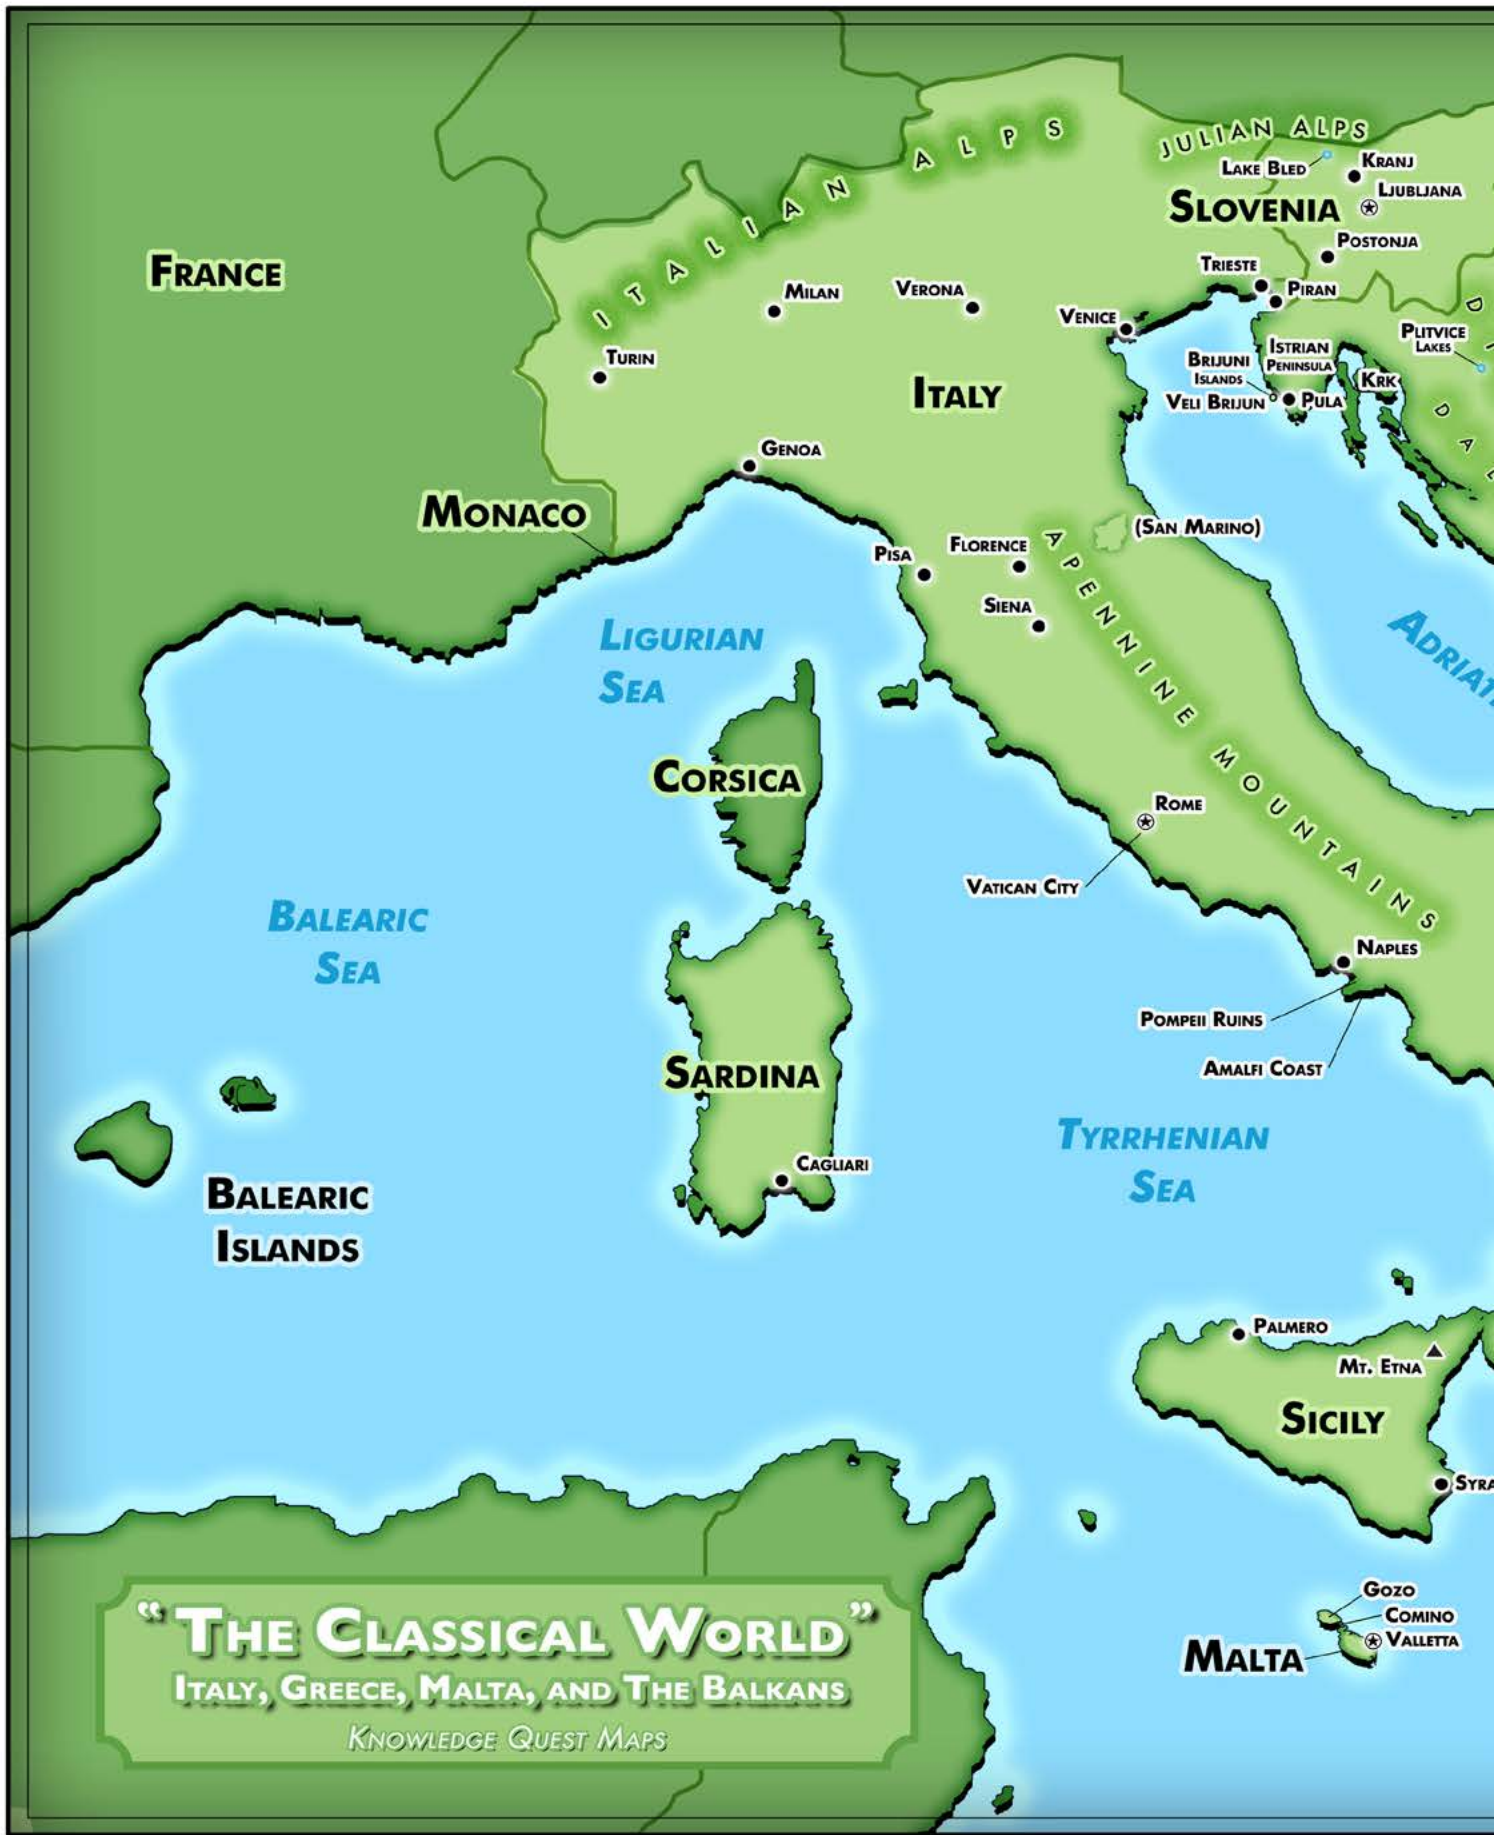 ITALIAN ALPS
JULIAN ALPS
LAKE BLED
KRANJ
LJUBLJANA
SLOVENIA
POSTONJA
FRANCE
TRIESTE
PIRAN
MILAN
VERONA
VENICE
TURIN
ISTRIAN
PENINSULA
PLITVICE
LAKES
BRIJUNI
ISLANDS
KRK
VELI BRIJUN
PULA
ITALY
D I
D A L
GENOA
MONACO
(SAN MARINO)
PISA
FLORENCE
SIENA
APENNINE MOUNTAINS
LIGURIAN
SEA
ADRIAT
CORSICA
ROME
VATICAN CITY
BALEARIC
SEA
NAPLES
POMPEII RUINS
AMALFI COAST
SARDINA
CAGLIARI
TYRRHENIAN
SEA
BALEARIC
ISLANDS
PALMERO
MT. ETNA
SICILY
SYRA
GOZO
COMINO
VALLETTA
MALTA
“THE CLASSICAL WORLD”
ITALY, GREECE, MALTA, AND THE BALKANS
KNOWLEDGE QUEST MAPS